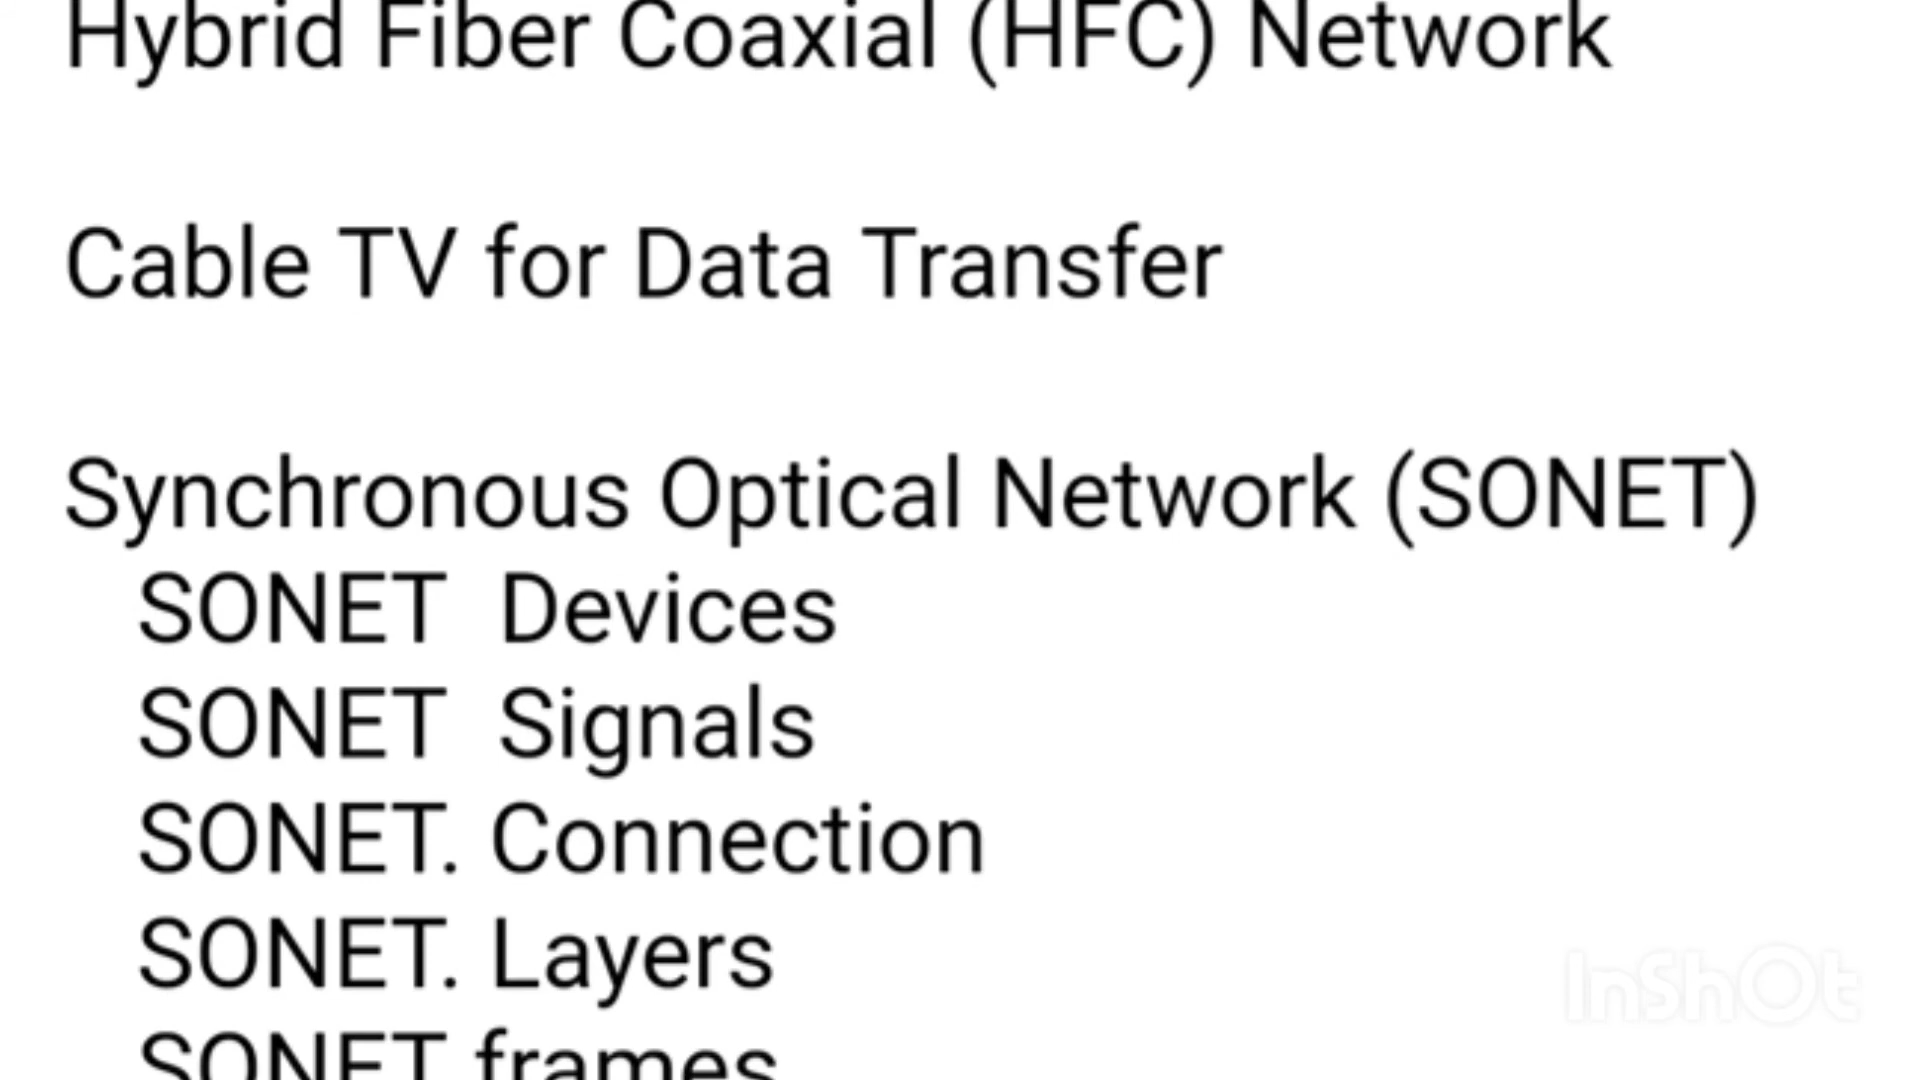 Hybrid Fiber Coaxial (HFC) Network
Cable TV for Data Transfer
Synchronous Optical Network (SONET)
SONET  Devices
SONET  Signals
SONET. Connection
SONET. Layers
SONET frames
InShOt